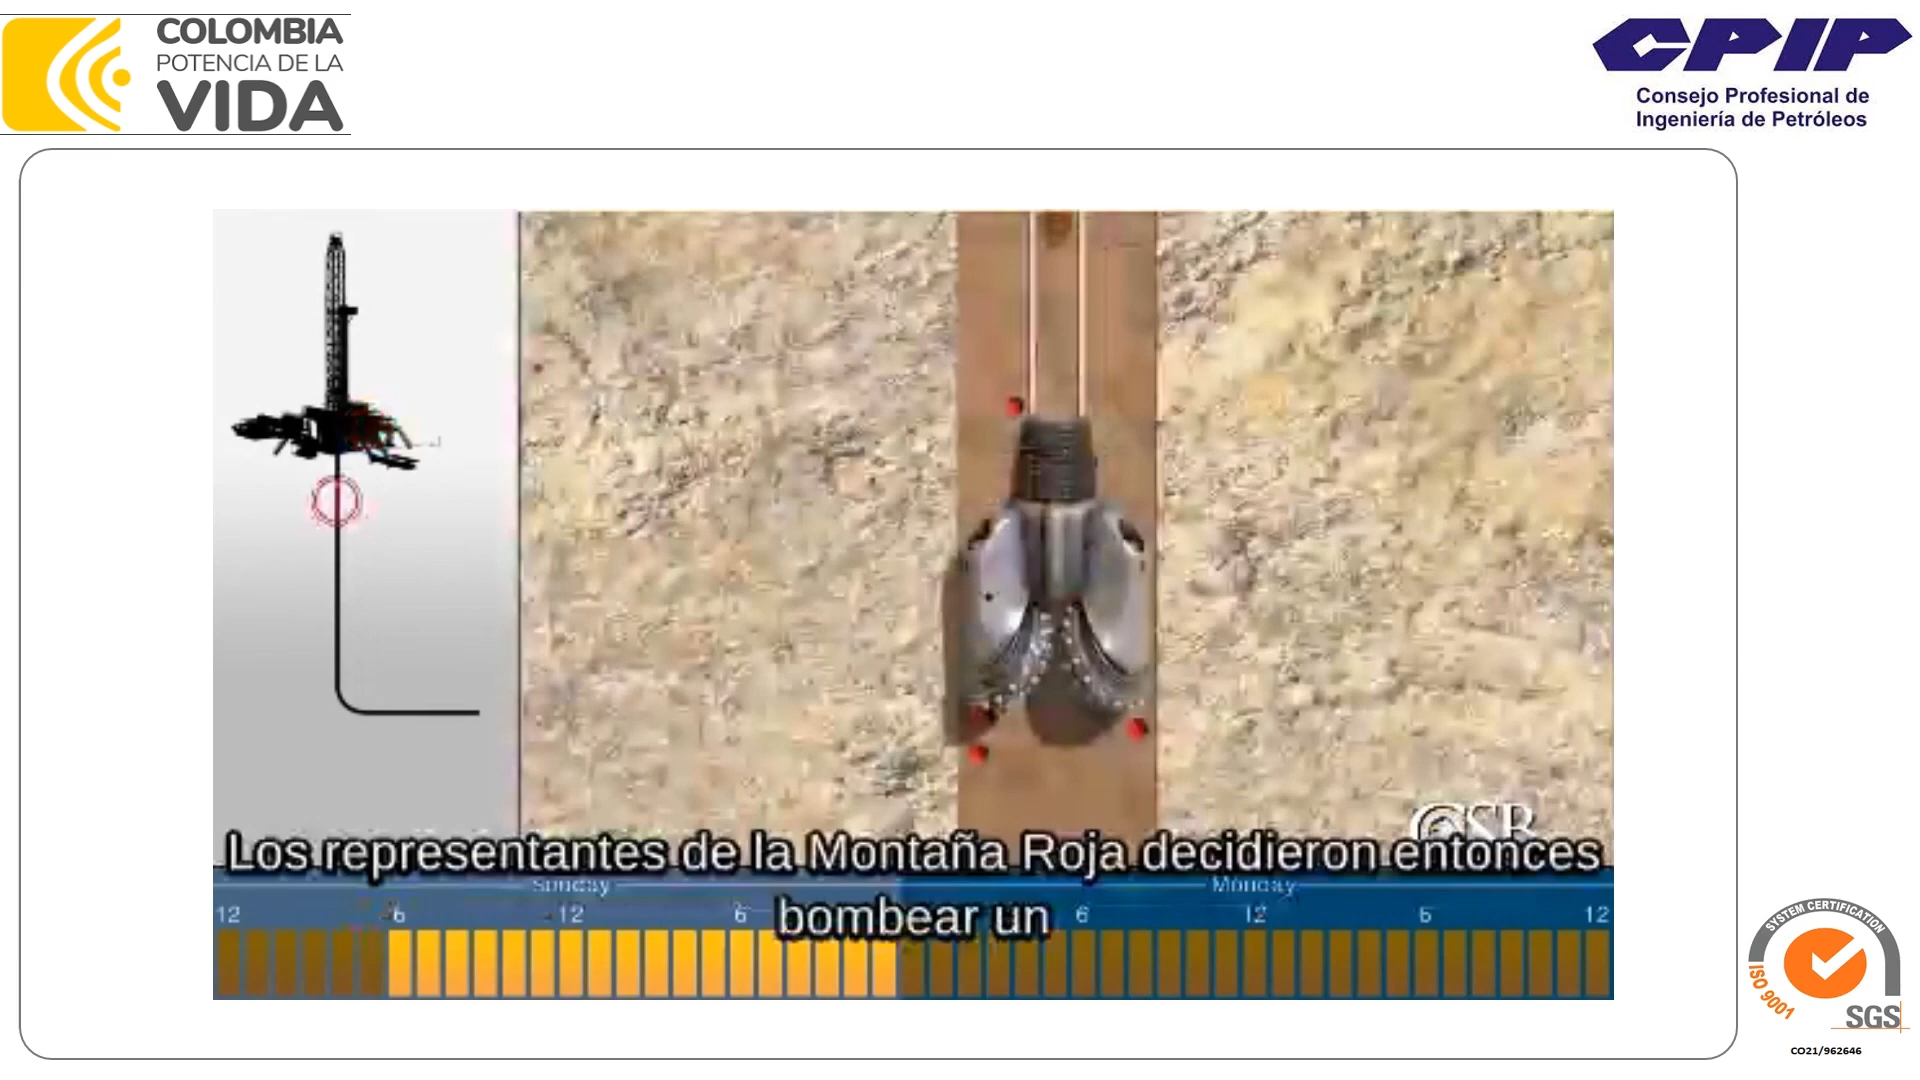 COLOMBIA
POTENCIA DE LA
VIDA
CPIP
Consejo Profesional de
Ingeniería de Petróleos
CSB
Los representantes de la Montaña Roja decidieron entonces
bombear un
Sunday Monday
12 6 12 6 6 12 6 12
SYSTEM CERTIFICATION
ISO 9001
SGS
CO21/962646